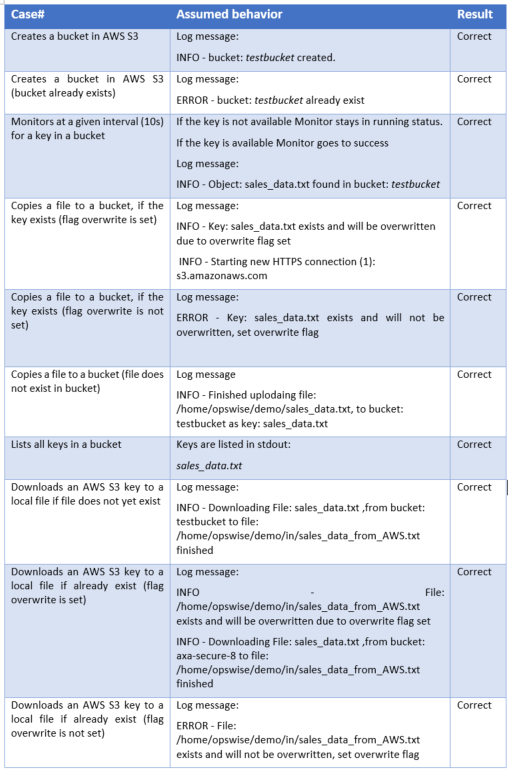 Case# Assumed behavior Result
Creates a bucket in AWS S3 Log message: Correct
INFO - bucket: testbucket created.
Creates a bucket in AWS S3 Log message: Correct
(bucket already exists)
ERROR - bucket: testbucket already exist
Monitors at a given interval (10s) If the key is not available Monitor stays in running status. Correct
for a key in a bucket
If the key is available Monitor goes to success
Log message:
INFO - Object: sales_data.txt found in bucket: testbucket
Copies a file to a bucket, if the Log message: Correct
key exists (flag overwrite is set)
INFO - Key: sales_data.txt exists and will be overwritten
due to overwrite flag set
INFO - Starting new HTTPS connection (1):
s3.amazonaws.com
Copies a file to a bucket, if the Log message: Correct
key exists (flag overwrite is not
set)
ERROR - Key: sales_data.txt exists and will not be
overwritten, set overwrite flag
Copies a file to a bucket (file does Log message Correct
not exist in bucket)
INFO - Finished uplodaing file:
/home/opswise/demo/sales_data.txt, to bucket:
testbucket as key: sales_data.txt
Lists all keys in a bucket Keys are listed in stdout: Correct
sales_data.txt
Downloads an AWS S3 key to a Log message: Correct
local file if file does not yet exist
INFO - Downloading File: sales_data.txt ,from bucket:
testbucket to file:
/home/opswise/demo/in/sales_data_from_AWS.txt
finished
Downloads an AWS S3 key to a Log message: Correct
local file if already exist (flag
overwrite is set)
INFO - File:
/home/opswise/demo/in/sales_data_from_AWS.txt
exists and will be overwritten due to overwrite flag set
INFO - Downloading File: sales_data.txt ,from bucket:
axa-secure-8 to file:
/home/opswise/demo/in/sales_data_from_AWS.txt
finished
Downloads an AWS S3 key to a Log message: Correct
local file if already exist (flag
overwrite is not set)
ERROR - File:
/home/opswise/demo/in/sales_data_from_AWS.txt
exists and will not be overwritten, set overwrite flag